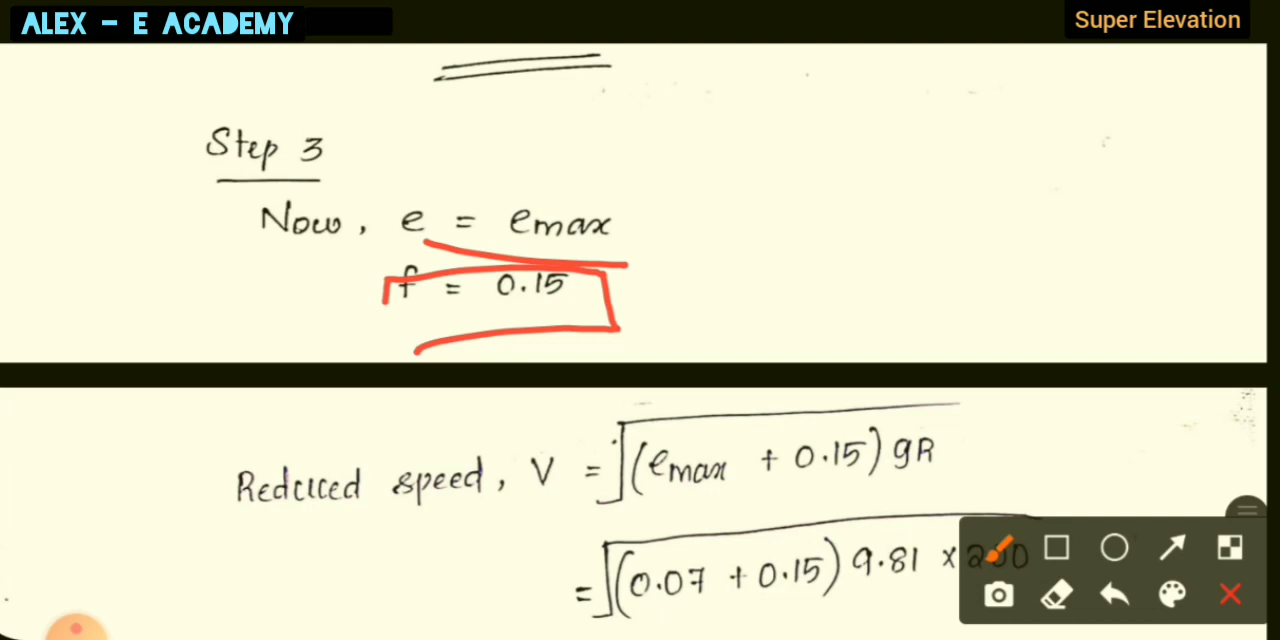 ALEX - E ACADEMY
Super Elevation
Step 3
Now, e = emax
f = 0.15
Reduced speed, V = √(emax + 0.15) gR
= √(0.07 + 0.15) 9.81 × 200